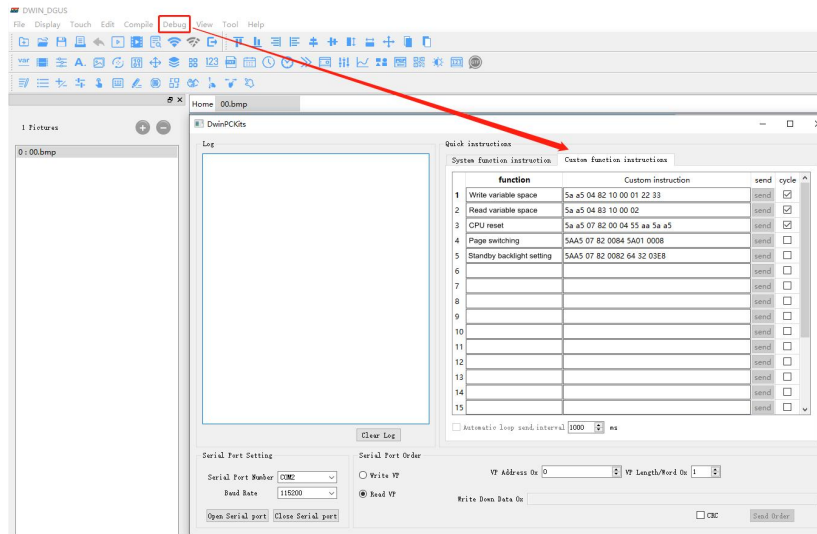 DWIN_DGUS
File Display Touch Edit Compile Debug View Tool Help
var A. 123
Home 00.bmp
1 Pictures
0 : 00.bmp
DwinPCKits
Log
Quick instructions
System function instruction Custom function instructions
function Custom instruction send cycle
1 Write variable space 5a a5 04 82 10 00 01 22 33 send
2 Read variable space 5a a5 04 83 10 00 02 send
3 CPU reset 5a a5 07 82 00 04 55 aa 5a a5 send
4 Page switching 5AA5 07 82 0084 5A01 0008 send
5 Standby backlight setting 5AA5 07 82 0082 64 32 03E8 send
6 send
7 send
8 send
9 send
10 send
11 send
12 send
13 send
14 send
15 send
Automatic loop send,interval 1000 ms
Clear Log
Serial Port Setting
Serial Port Number COM2
Baud Rate 115200
Open Serial port Close Serial port
Serial Port Order
Write VP
Read VP
VP Address 0x 0 VP Length/Word 0x 1
Write Down Data 0x
CRC Send Order